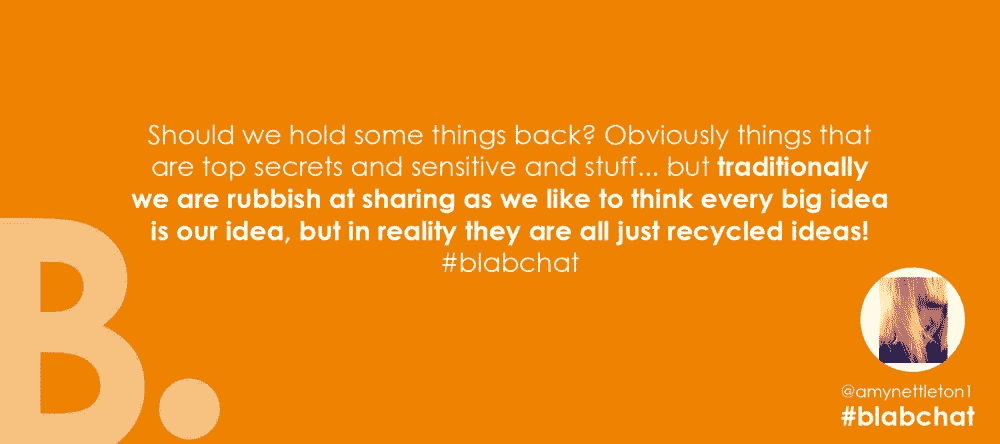 Should we hold some things back? Obviously things that
are top secrets and sensitive and stuff... but traditionally
we are rubbish at sharing as we like to think every big idea
is our idea, but in reality they are all just recycled ideas!
#blabchat
B.
@amynettleton1
#blabchat